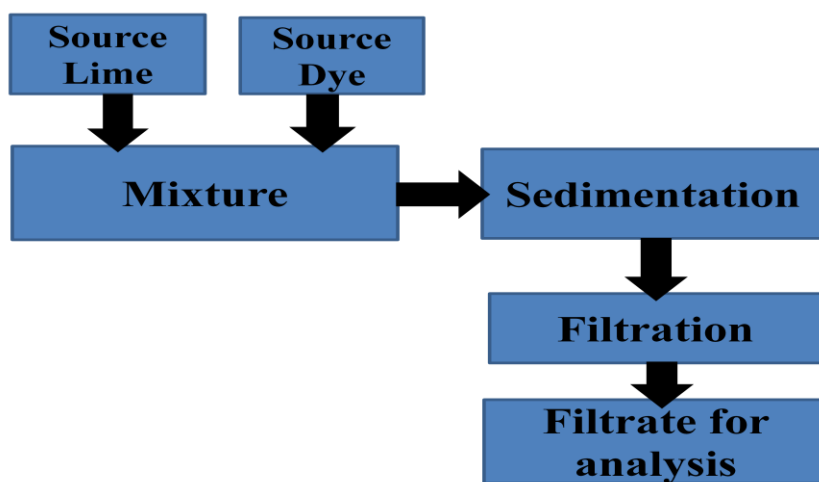 Source
Lime
Source
Dye
Mixture
Sedimentation
Filtration
Filtrate for
analysis